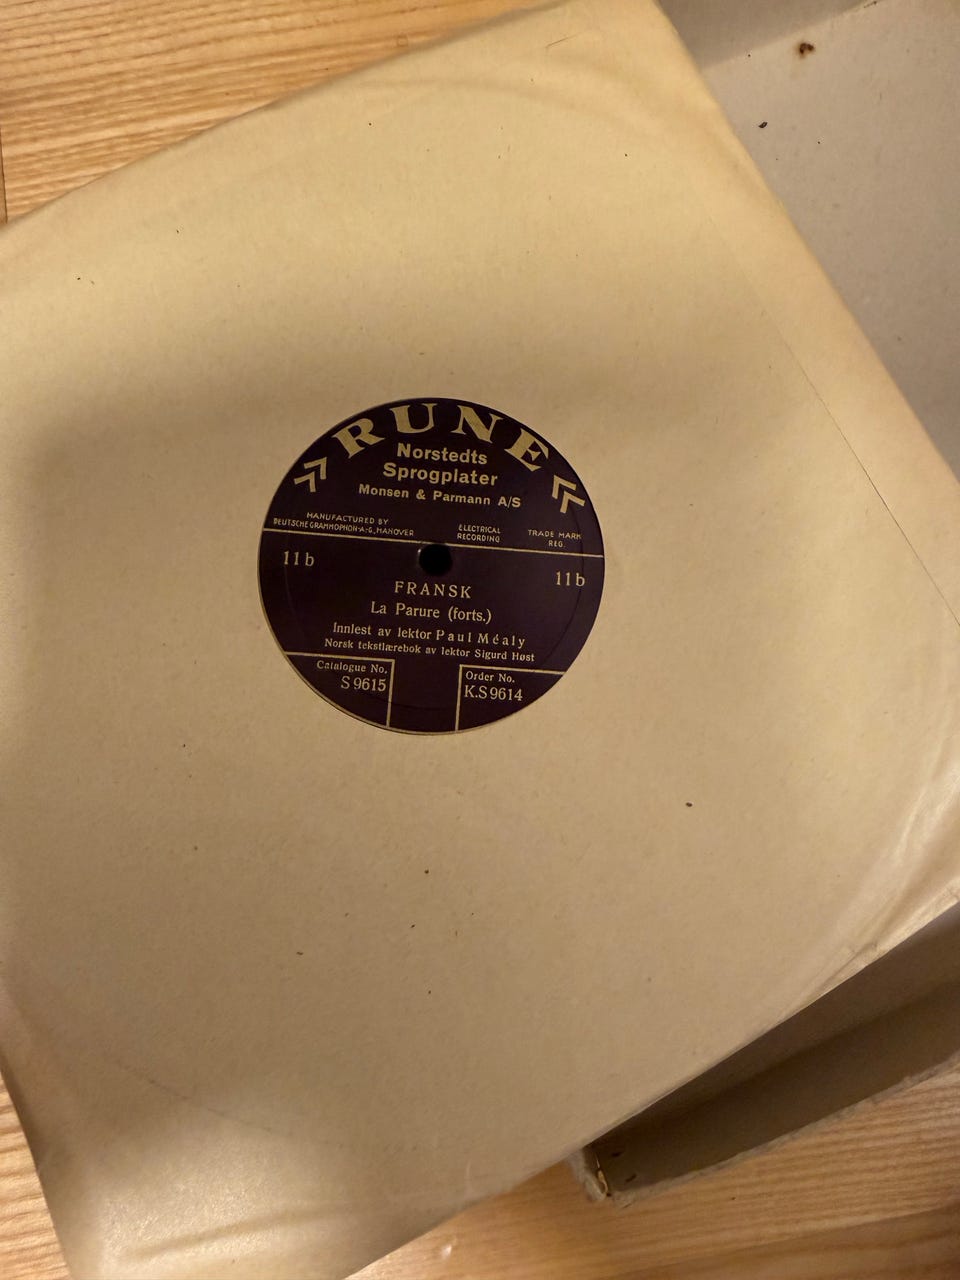 RUNE
Norstedts
Sprogplater
Monsen & Parmann A/S
MANUFACTURED BY
DEUTSCHE GRAMMOPHON-A.-G., HANOVER
ELECTRICAL
RECORDING
TRADE MARK
REG.
11b
11b
FRANSK
La Parure (forts.)
Innlest av lektor Paul Méaly
Norsk tekstlærebok av lektor Sigurd Høst
Catalogue No.
S 9615
Order No.
K.S 9614